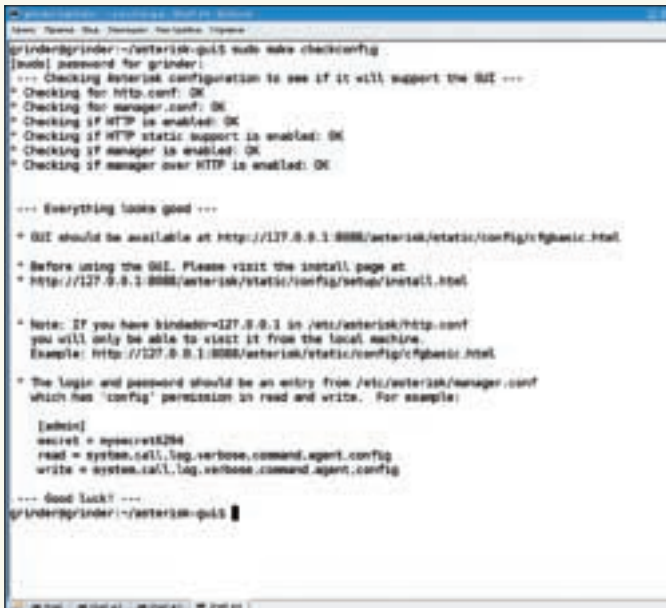 grinder@grinder:~/asterisk-gui$ sudo make checkconfig
[sudo] password for grinder:
--- Checking Asterisk configuration to see if it will support the GUI ---
* Checking for http.conf: OK
* Checking for manager.conf: OK
* Checking if HTTP is enabled: OK
* Checking if HTTP static support is enabled: OK
* Checking if manager is enabled: OK
* Checking if manager over HTTP is enabled: OK
--- Everything looks good ---
* GUI should be available at http://127.0.0.1:8088/asterisk/static/config/cfgbasic.html
* Before using the GUI. Please visit the install page at
* http://127.0.0.1:8088/asterisk/static/config/setup/install.html
* Note: If you have bindaddr=127.0.0.1 in /etc/asterisk/http.conf
you will only be able to visit it from the local machine.
Example: http://127.0.0.1:8088/asterisk/static/config/cfgbasic.html
* The login and password should be an entry from /etc/asterisk/manager.conf
which has 'config' permission in read and write. For example:
[admin]
secret = mysecret6294
read = system,call,log,verbose,command,agent,config
write = system,call,log,verbose,command,agent,config
--- Good luck! ---
grinder@grinder:~/asterisk-gui$